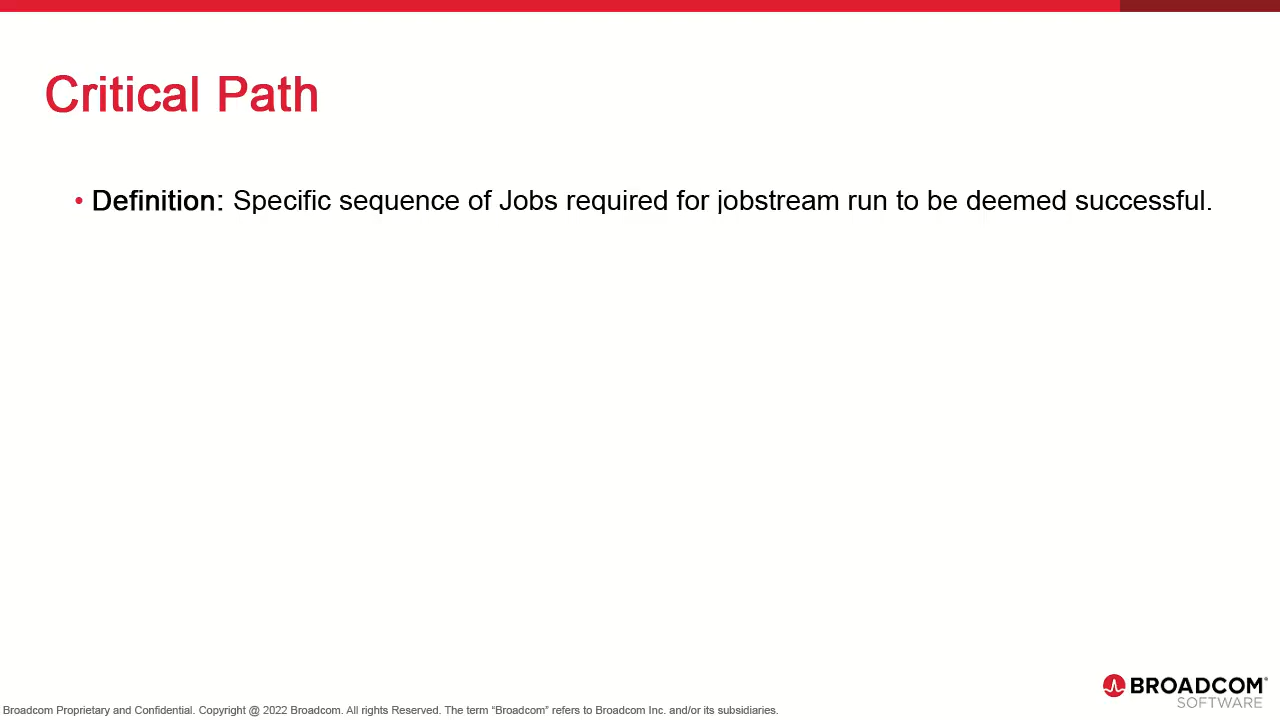 Critical Path
• Definition: Specific sequence of Jobs required for jobstream run to be deemed successful.
BROADCOM®
SOFTWARE
Broadcom Proprietary and Confidential. Copyright @ 2022 Broadcom. All rights Reserved. The term “Broadcom” refers to Broadcom Inc. and/or its subsidiaries.